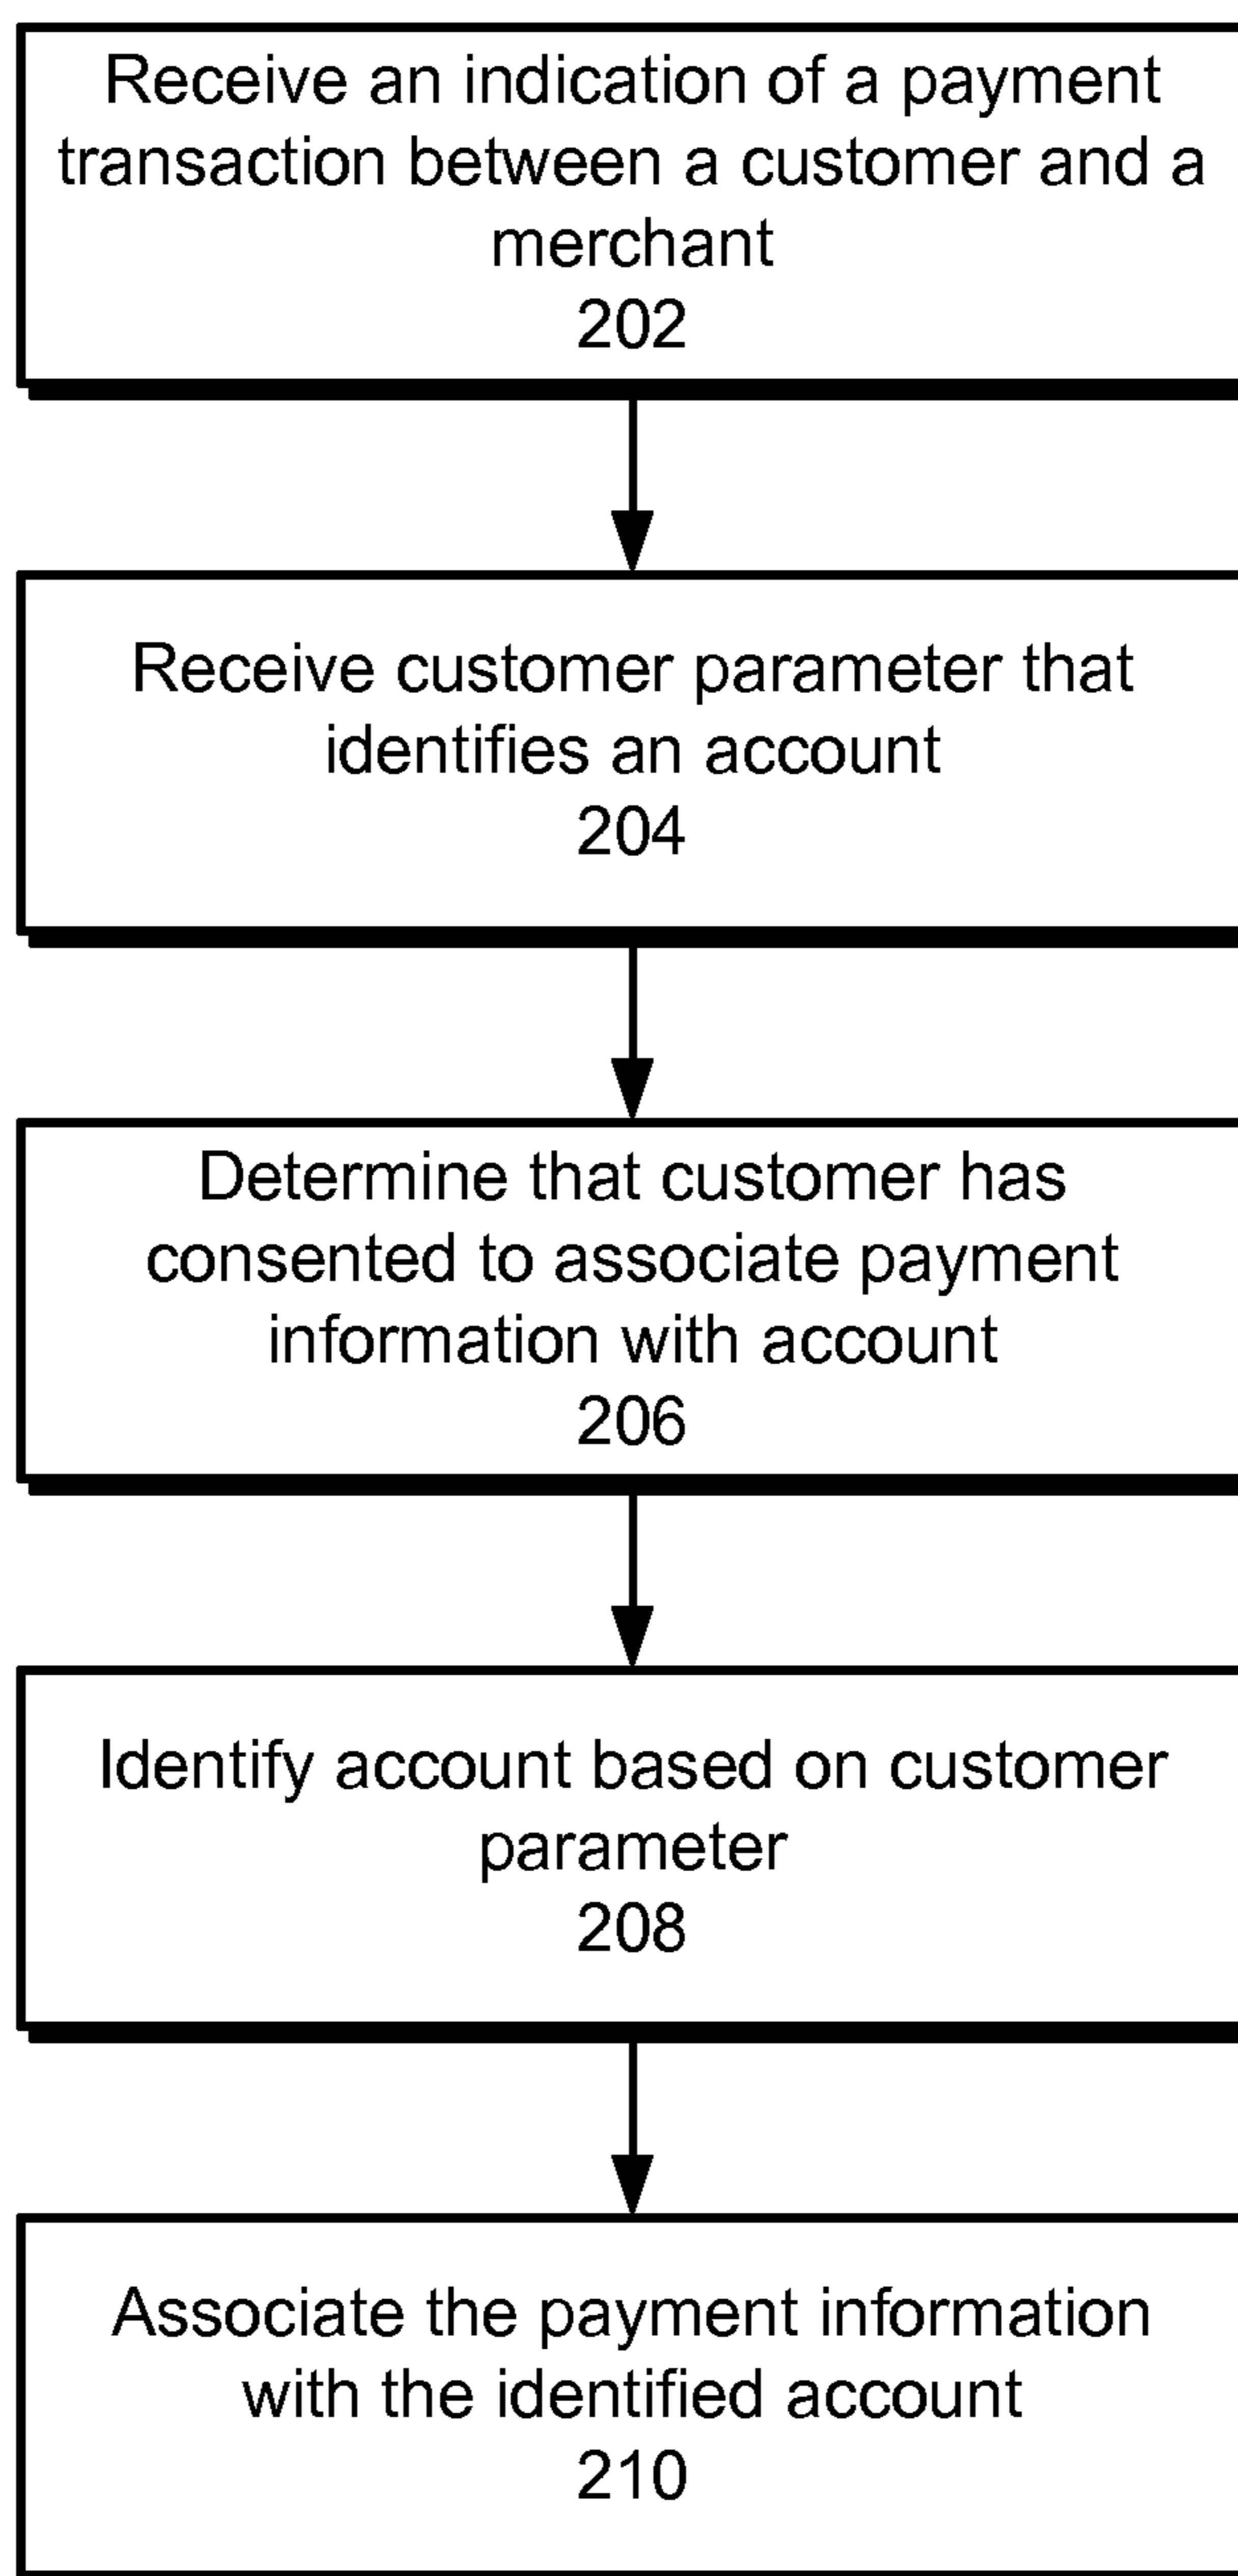 Receive an indication of a payment
transaction between a customer and a
merchant
202
Receive customer parameter that
identifies an account
204
Determine that customer has
consented to associate payment
information with account
206
Identify account based on customer
parameter
208
Associate the payment information
with the identified account
210